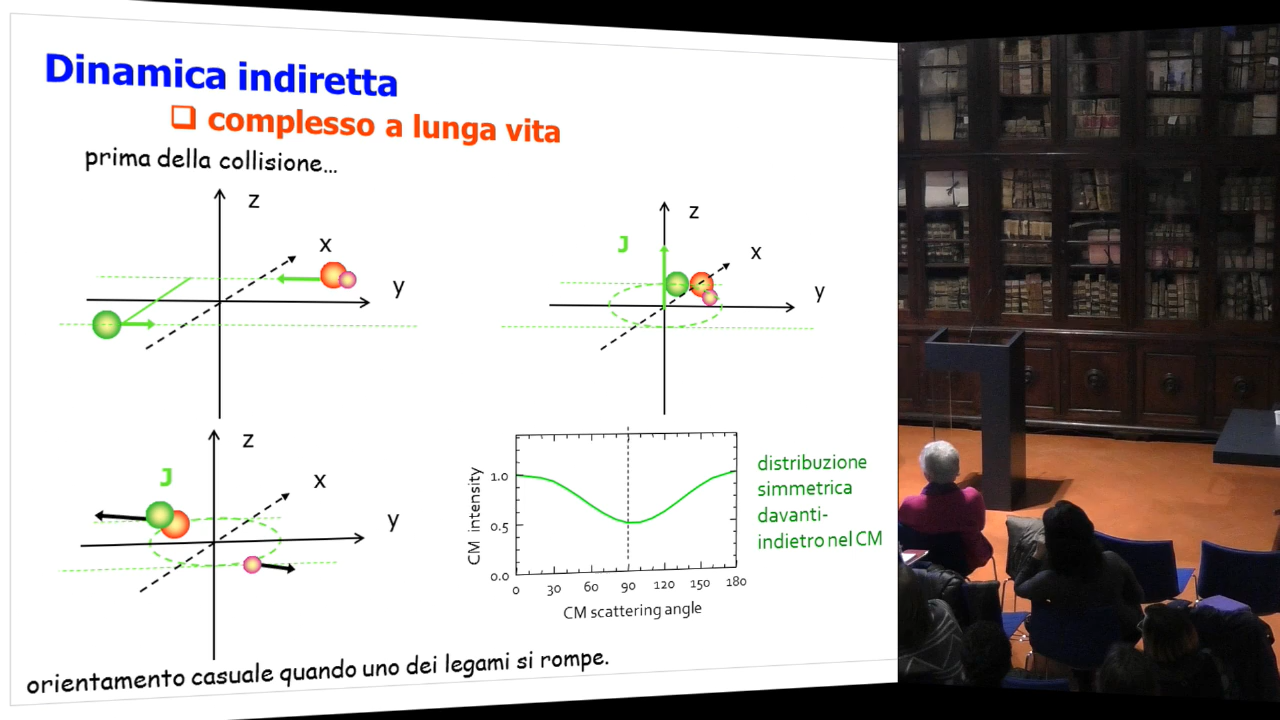 Dinamica indiretta
❑ complesso a lunga vita
prima della collisione...
z
x
y
z
J
x
y
z
J
x
y
CM intensity
1.0
0.5
0.0
0 30 60 90 120 150 180
CM scattering angle
distribuzione
simmetrica
davanti-
indietro nel CM
orientamento casuale quando uno dei legami si rompe.